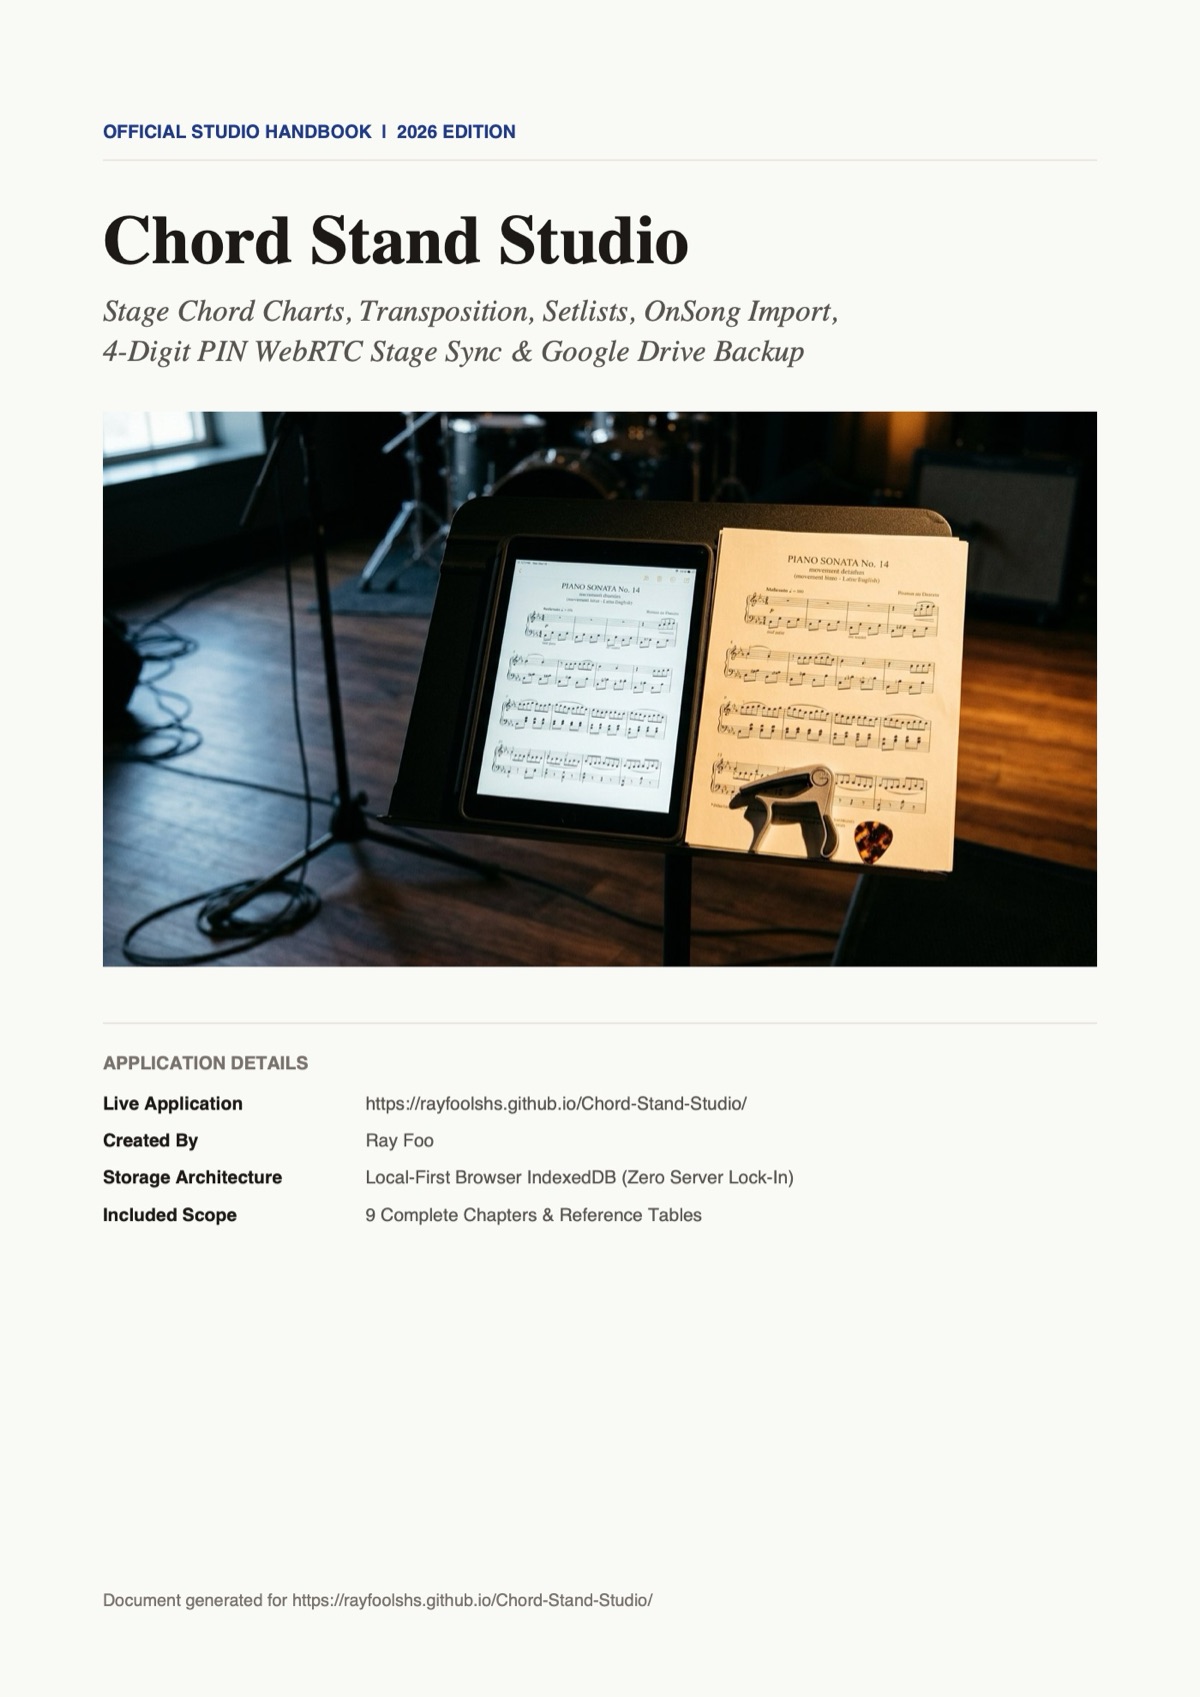 OFFICIAL STUDIO HANDBOOK | 2026 EDITION
Chord Stand Studio
Stage Chord Charts, Transposition, Setlists, OnSong Import,
4-Digit PIN WebRTC Stage Sync & Google Drive Backup
PIANO SONATA No. 14
PIANO SONATA No. 14
movement detaihes
APPLICATION DETAILS
Live Application https://rayfoolshs.github.io/Chord-Stand-Studio/
Created By Ray Foo
Storage Architecture Local-First Browser IndexedDB (Zero Server Lock-In)
Included Scope 9 Complete Chapters & Reference Tables
Document generated for https://rayfoolshs.github.io/Chord-Stand-Studio/